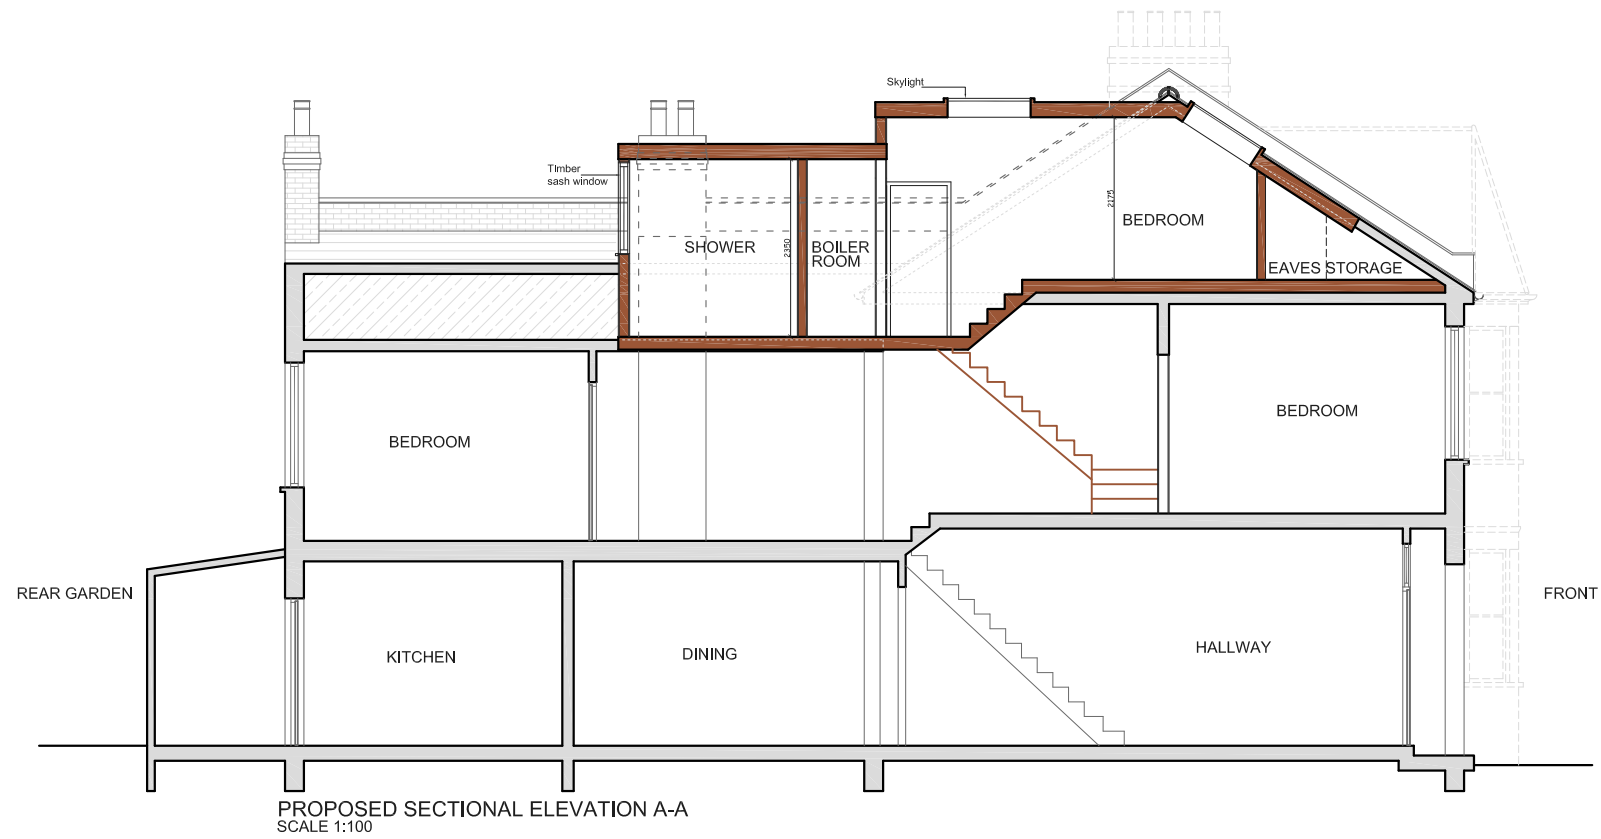 Skylight
TImber
sash window
2175
BEDROOM
SHOWER
2350
BOILER
ROOM
EAVES STORAGE
BEDROOM
BEDROOM
REAR GARDEN
FRONT
KITCHEN
DINING
HALLWAY
PROPOSED SECTIONAL ELEVATION A-A
SCALE 1:100